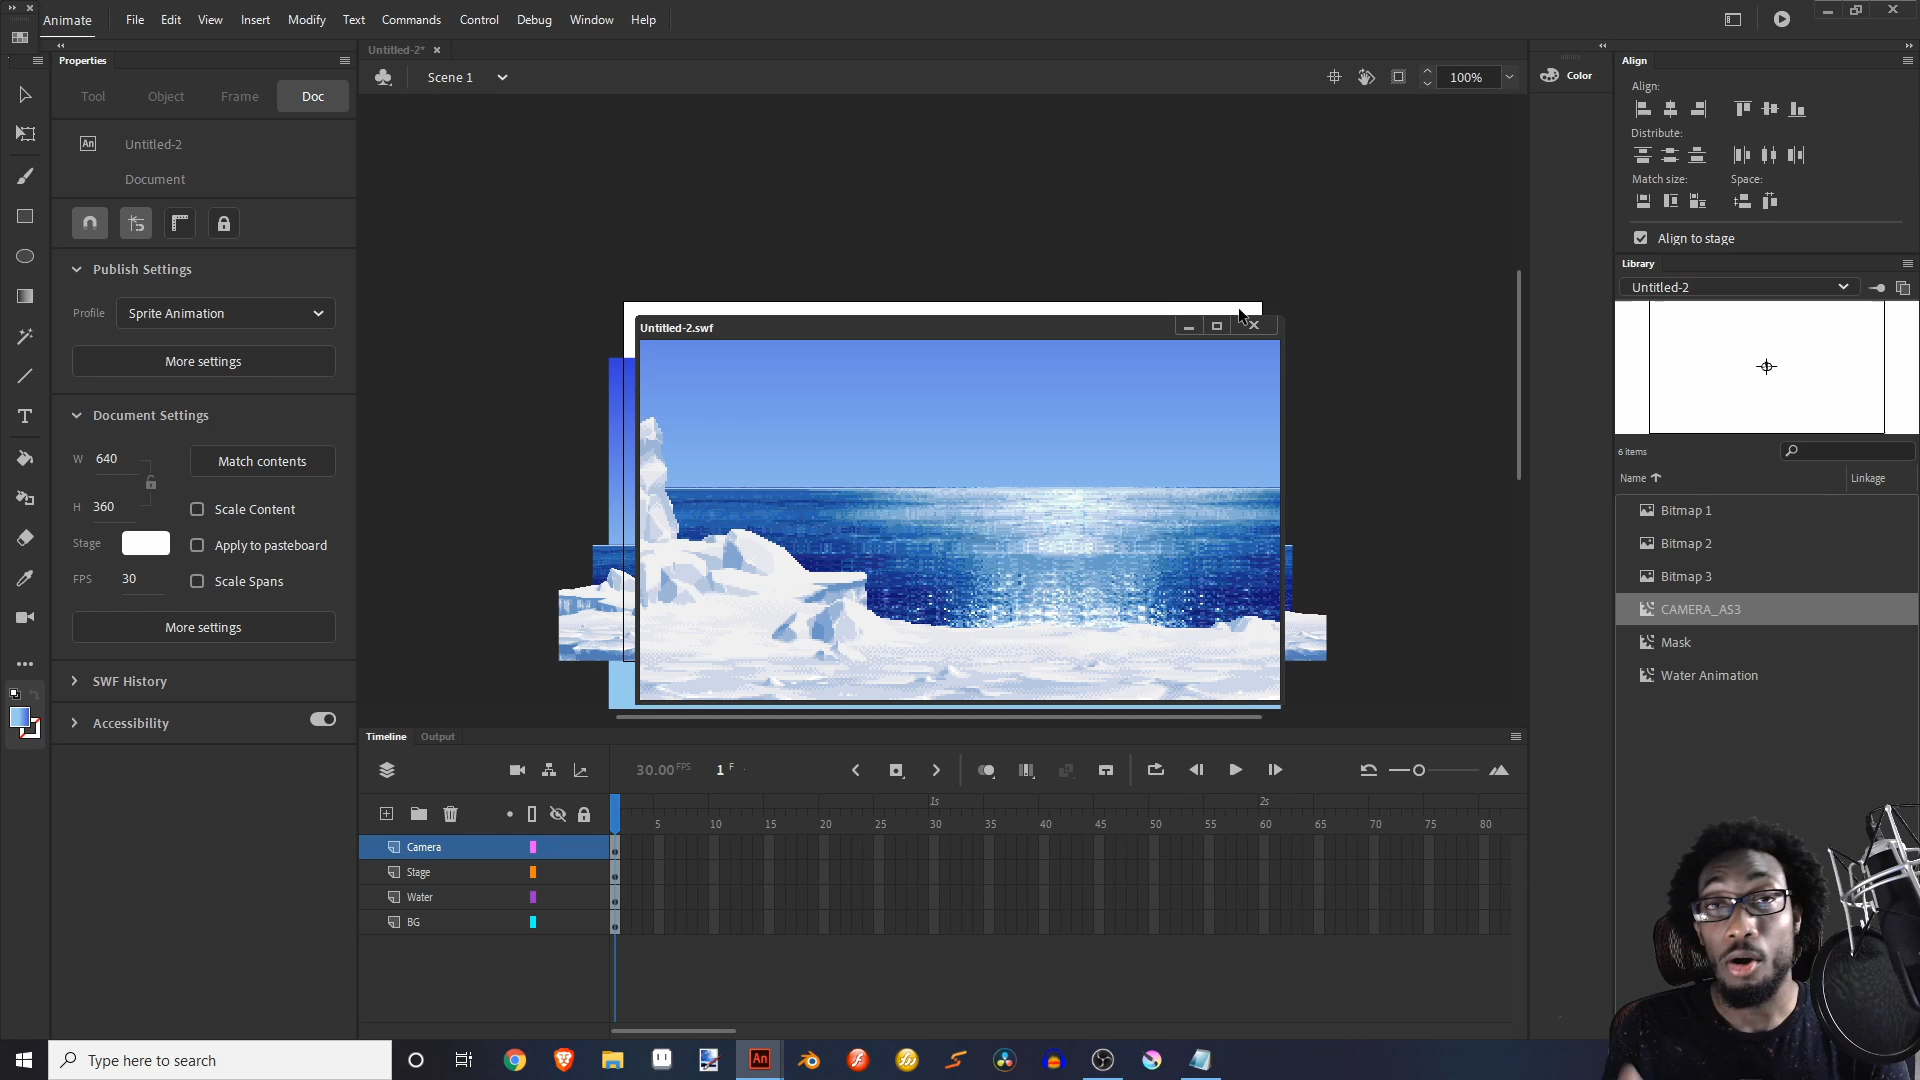 Animate
File
Edit
View
Insert
Modify
Text
Commands
Control
Debug
Window
Help
Properties
Tool
Object
Frame
Doc
An
Untitled-2
Document
Publish Settings
Profile
Sprite Animation
More settings
Document Settings
W
640
Match contents
H
360
Scale Content
Stage
Apply to pasteboard
FPS
30
Scale Spans
More settings
SWF History
Accessibility
Untitled-2*
Scene 1
100%
Untitled-2.swf
Timeline
Output
30.00 FPS
1 F
1s
2s
5
10
15
20
25
30
35
40
45
50
55
60
65
70
75
80
Camera
Stage
Water
BG
Color
Align
Align:
Distribute:
Match size:
Space:
Align to stage
Library
Untitled-2
6 items
Name
Linkage
Bitmap 1
Bitmap 2
Bitmap 3
CAMERA_AS3
Mask
Water Animation
Type here to search
An